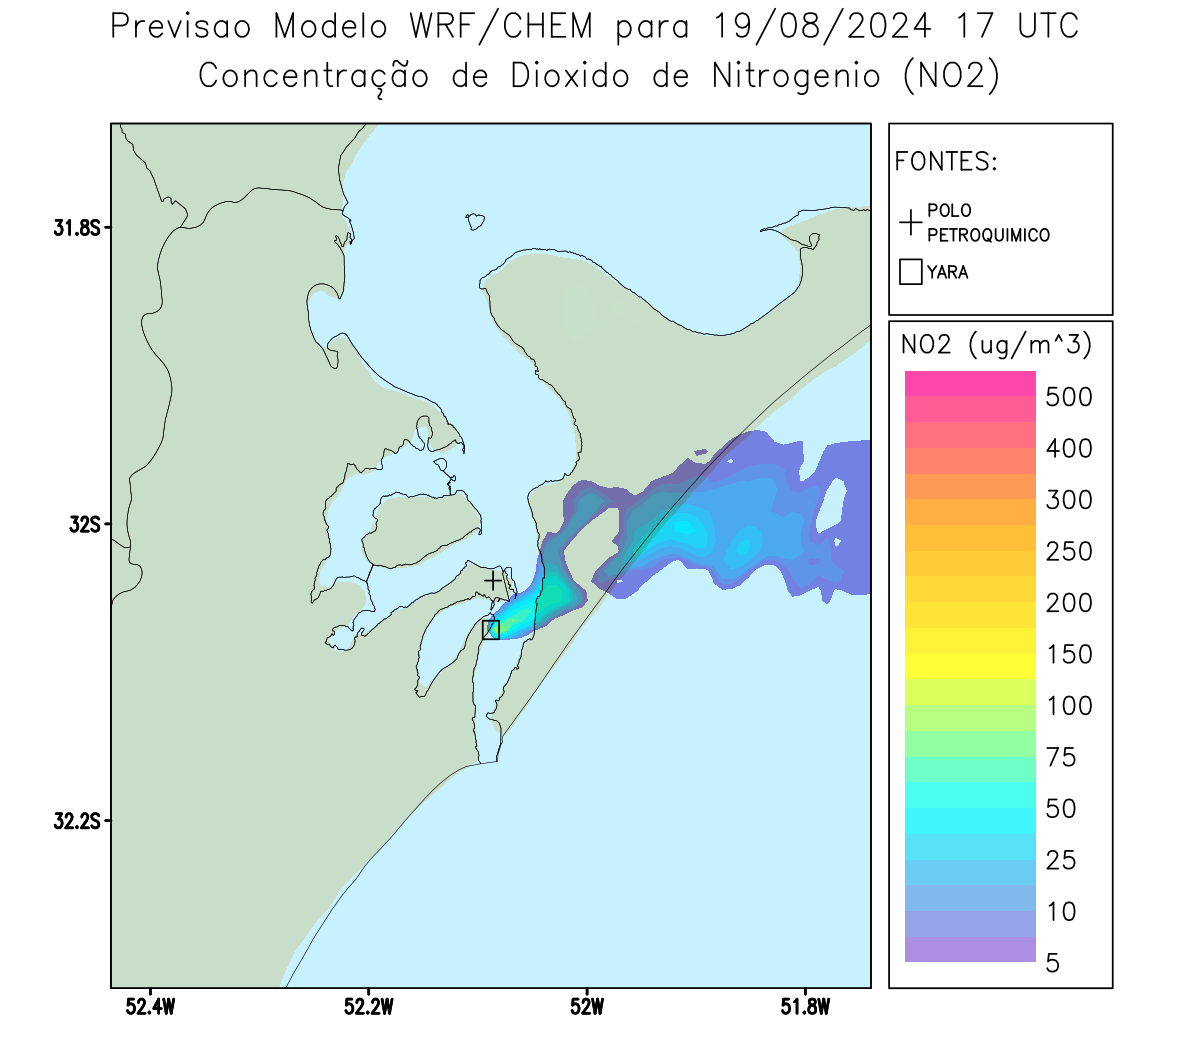 Previsao Modelo WRF/CHEM para 19/08/2024 17 UTC
Concentração de Dioxido de Nitrogenio (NO2)
FONTES:
POLO
PETROQUIMICO
YARA
NO2 (ug/m^3)
500
400
300
250
200
150
100
75
50
25
10
5
31.8S
32S
32.2S
52.4W
52.2W
52W
51.8W